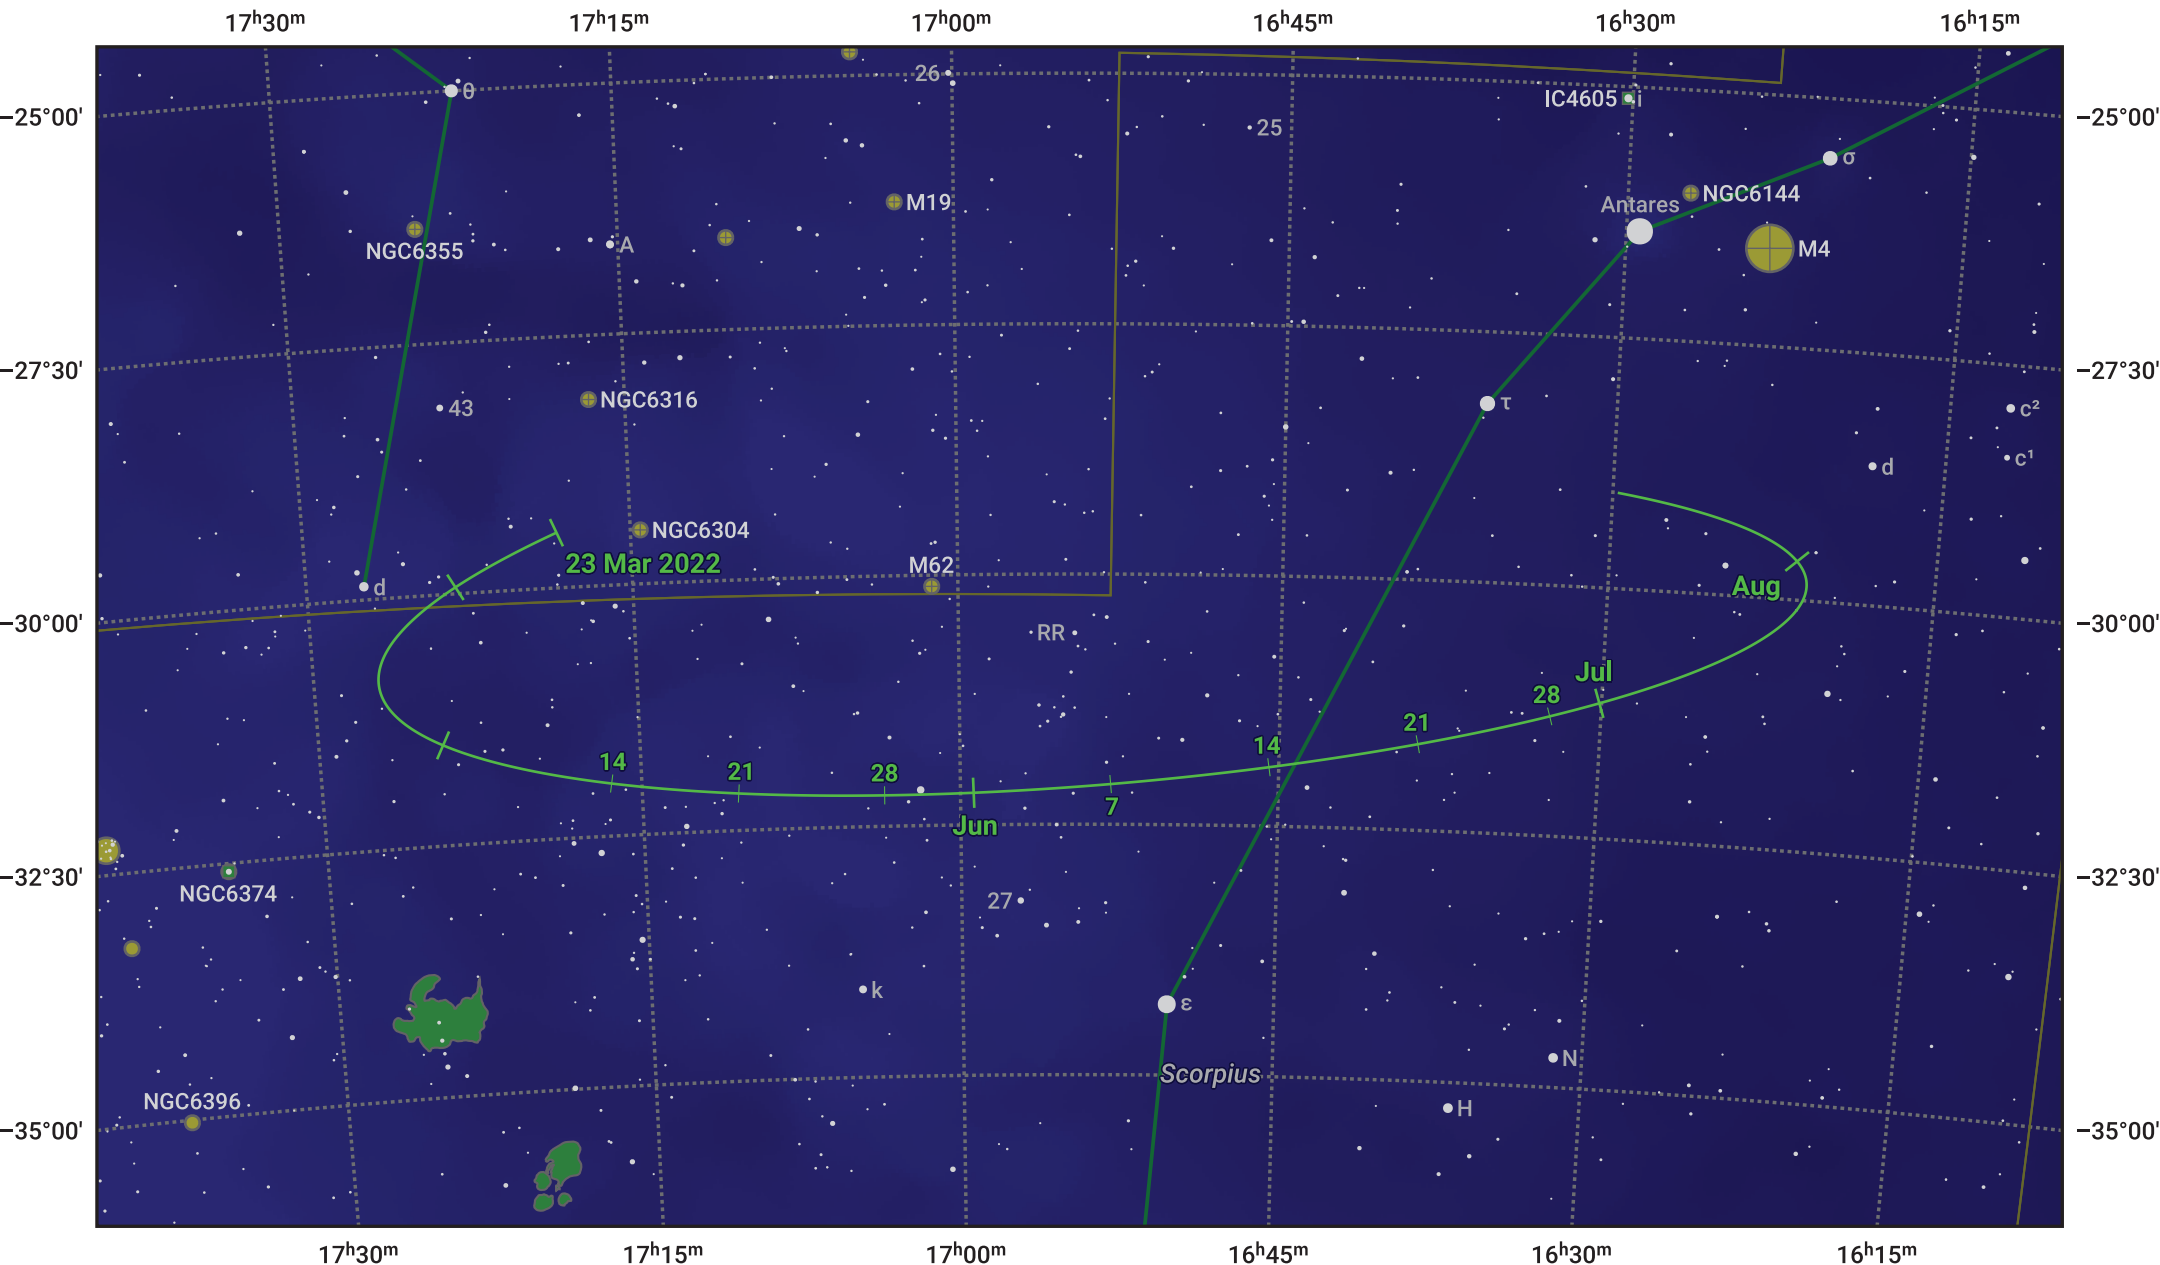 17ʰ30ᵐ 17ʰ15ᵐ 17ʰ00ᵐ 16ʰ45ᵐ 16ʰ30ᵐ 16ʰ15ᵐ
26
θ
IC4605 i
−25°00' −25°00'
25
σ
NGC6144
M19
Antares
A
M4
NGC6355
−27°30' −27°30'
NGC6316
τ
43
c²
c¹
d
NGC6304
23 Mar 2022
M62
d
Aug
−30°00' −30°00'
RR
Jul
28
21
14
14
21
28
7
Jun
−32°30' −32°30'
NGC6374
27
k
ε
N
Scorpius
NGC6396
H
−35°00' −35°00'
17ʰ30ᵐ 17ʰ15ᵐ 17ʰ00ᵐ 16ʰ45ᵐ 16ʰ30ᵐ 16ʰ15ᵐ